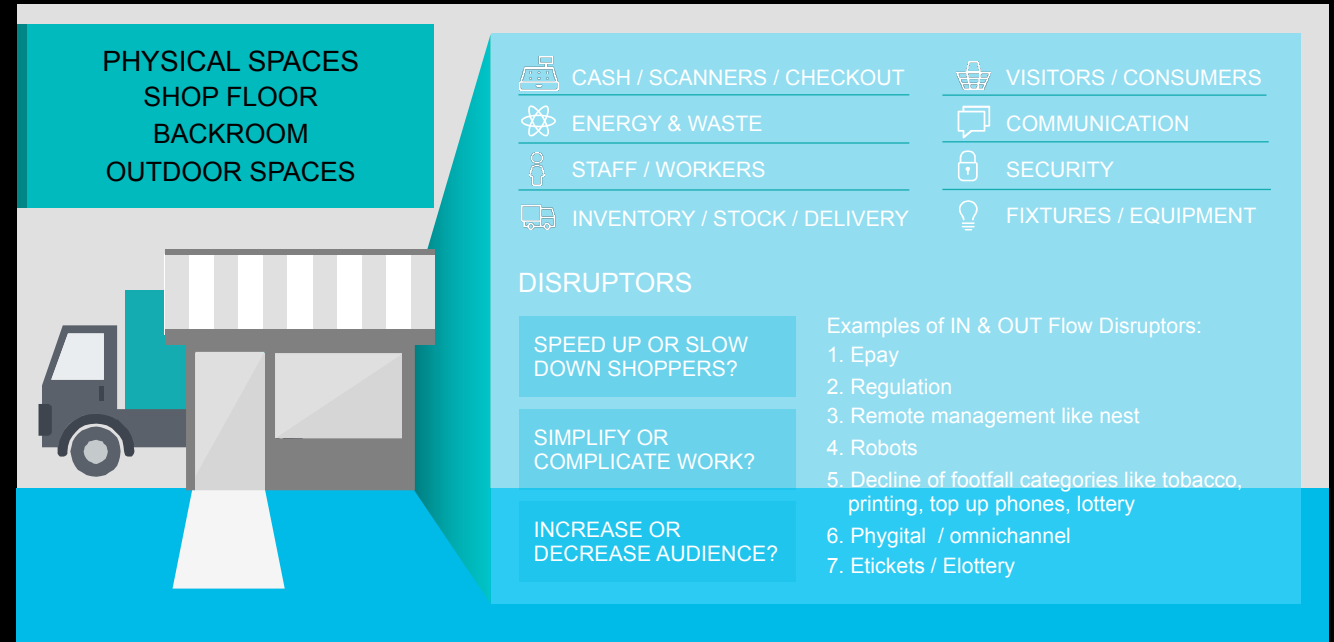 PHYSICAL SPACES
SHOP FLOOR
BACKROOM
OUTDOOR SPACES
CASH / SCANNERS / CHECKOUT
ENERGY & WASTE
STAFF / WORKERS
INVENTORY / STOCK / DELIVERY
VISITORS / CONSUMERS
COMMUNICATION
SECURITY
FIXTURES / EQUIPMENT
DISRUPTORS
SPEED UP OR SLOW
DOWN SHOPPERS?
SIMPLIFY OR
COMPLICATE WORK?
INCREASE OR
DECREASE AUDIENCE?
Examples of IN & OUT Flow Disruptors:
1. Epay
2. Regulation
3. Remote management like nest
4. Robots
5. Decline of footfall categories like tobacco,
printing, top up phones, lottery
6. Phygital / omnichannel
7. Etickets / Elottery